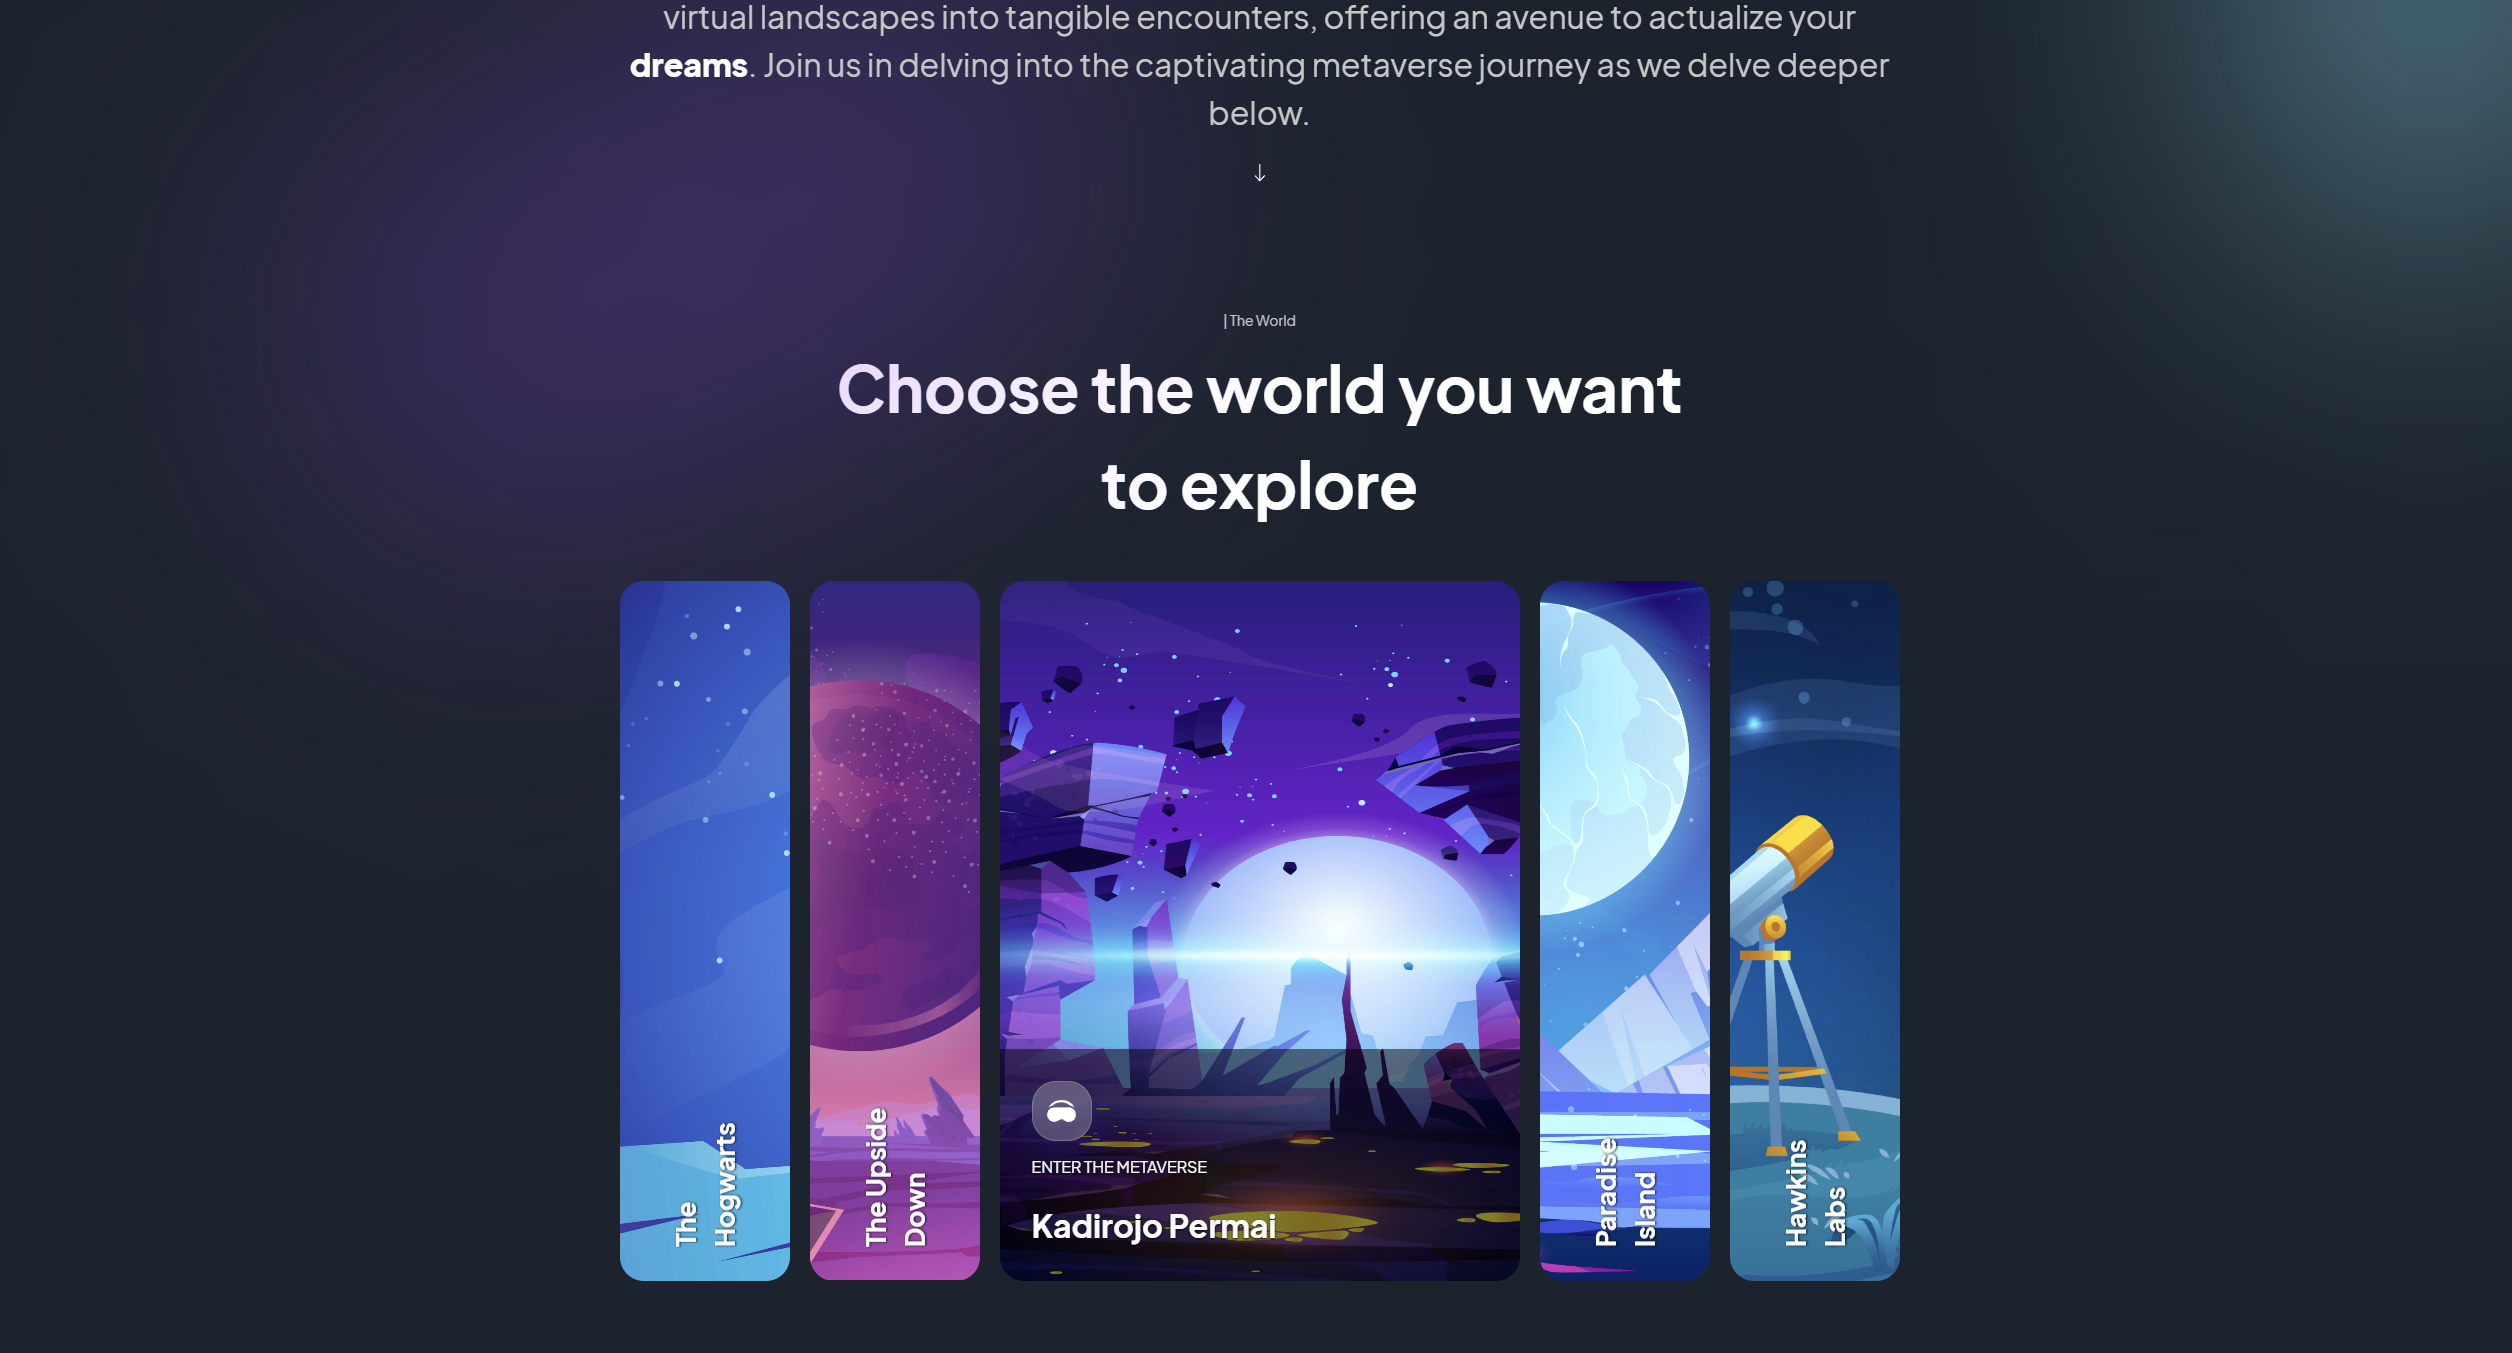 virtual landscapes into tangible encounters, offering an avenue to actualize your
dreams. Join us in delving into the captivating metaverse journey as we delve deeper
below.
| The World
Choose the world you want
to explore
The
Hogwarts
The Upside
Down
ENTER THE METAVERSE
Kadirojo Permai
Paradise
Island
Hawkins
Labs